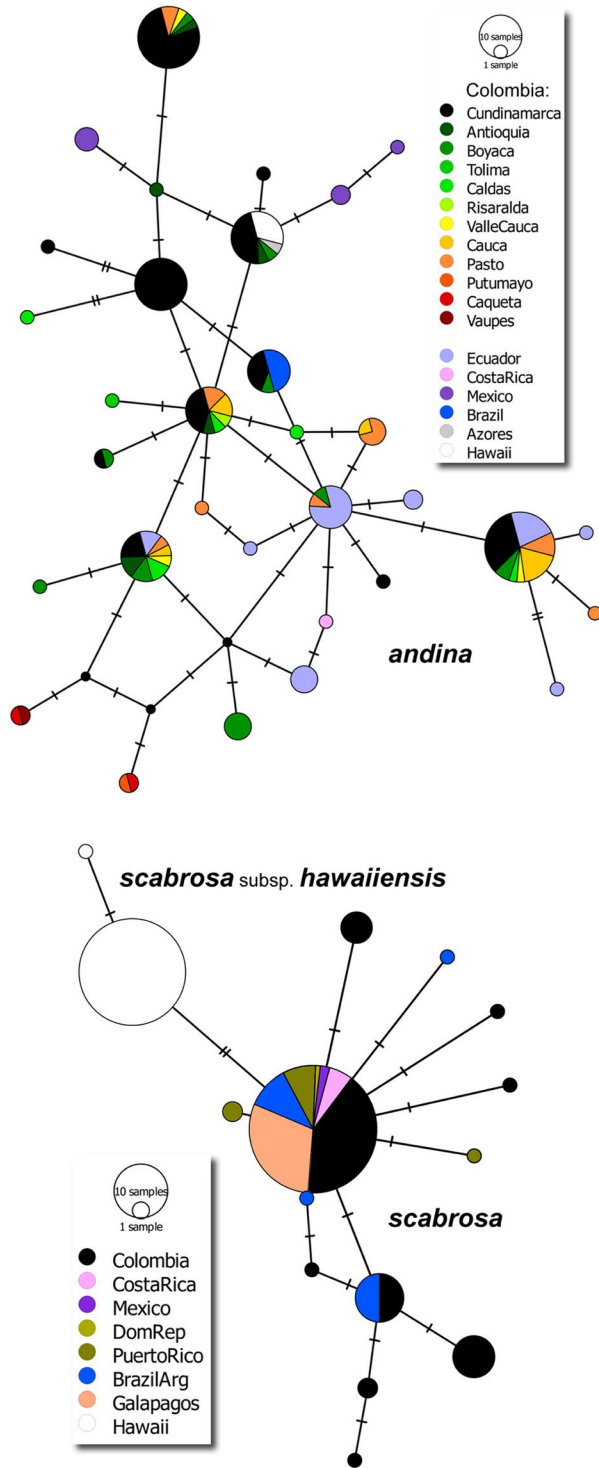 10 samples
1 sample
Colombia:
Cundinamarca
Antioquia
Boyaca
Tolima
Caldas
Risaralda
ValleCauca
Cauca
Pasto
Putumayo
Caqueta
Vaupes
Ecuador
CostaRica
Mexico
Brazil
Azores
Hawaii
andina
scabrosa subsp. hawaiiensis
scabrosa
10 samples
1 sample
Colombia
CostaRica
Mexico
DomRep
PuertoRico
BrazilArg
Galapagos
Hawaii